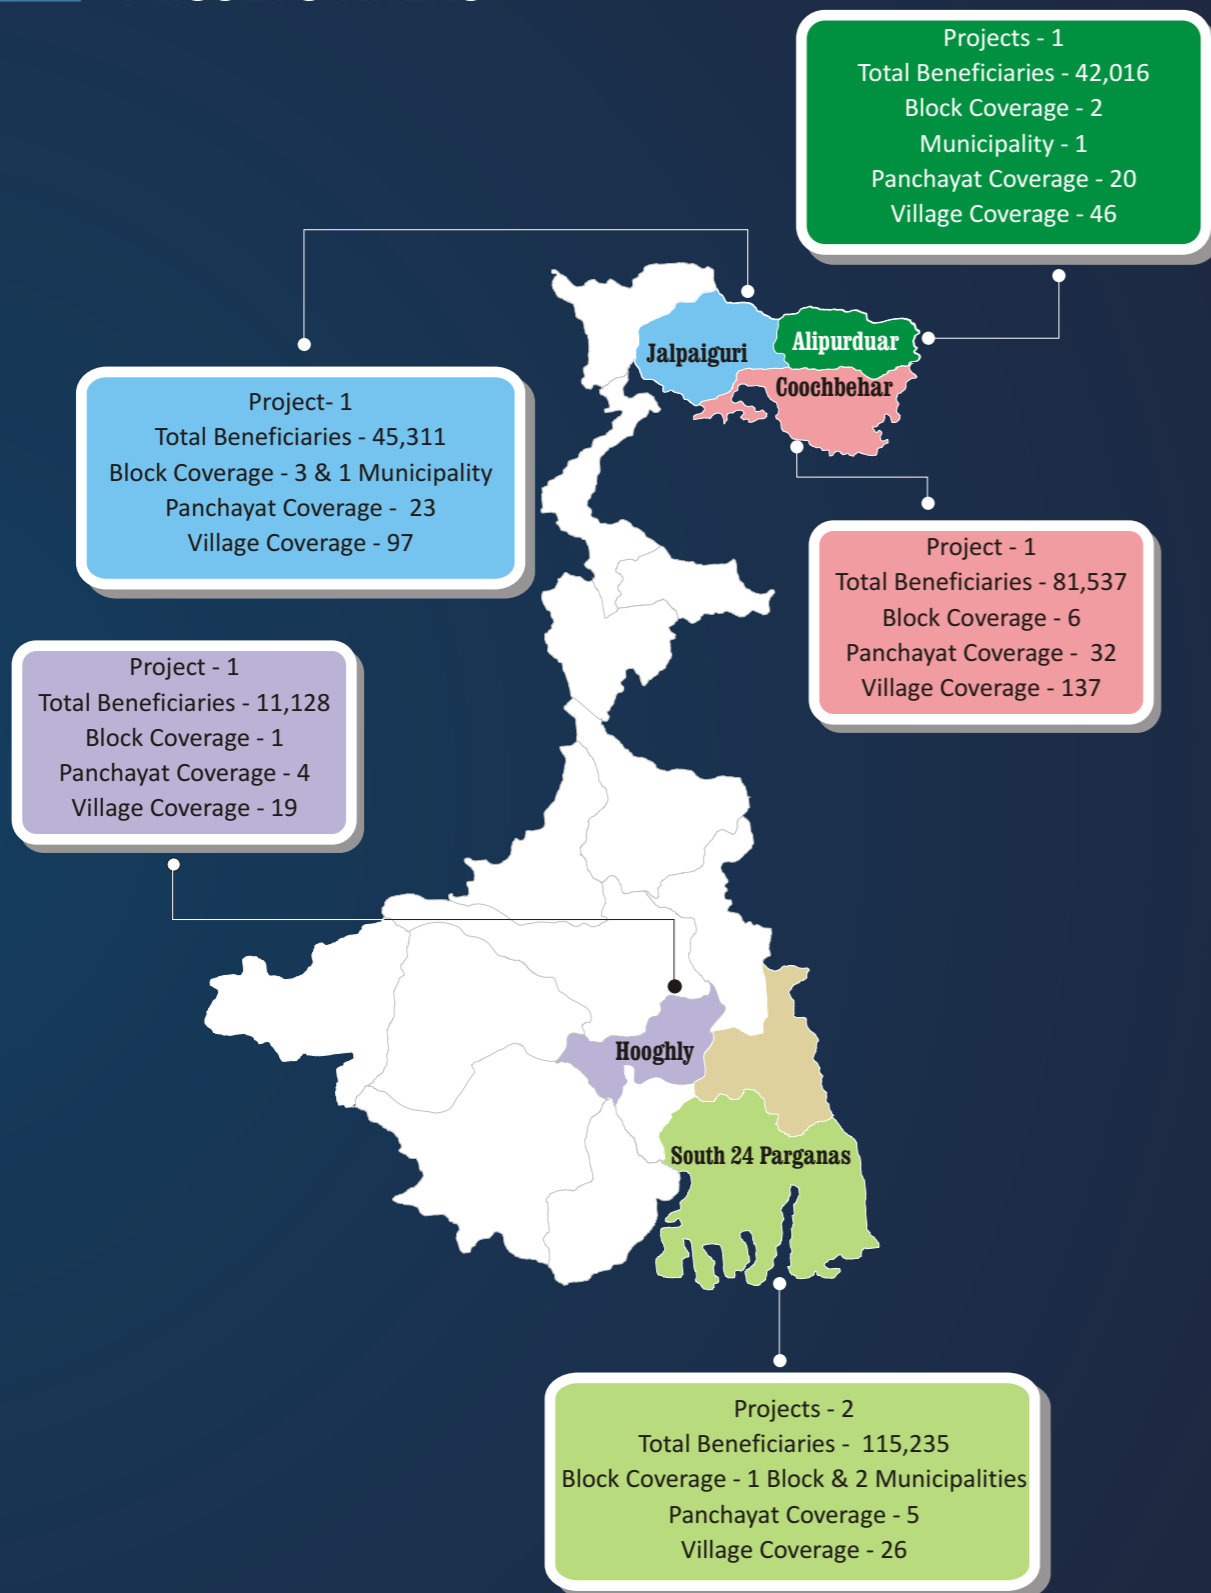 Projects - 1
Total Beneficiaries - 42,016
Block Coverage - 2
Municipality - 1
Panchayat Coverage - 20
Village Coverage - 46
Jalpaiguri
Alipurduar
Coochbehar
Project- 1
Total Beneficiaries - 45,311
Block Coverage - 3 & 1 Municipality
Panchayat Coverage - 23
Village Coverage - 97
Project - 1
Total Beneficiaries - 81,537
Block Coverage - 6
Panchayat Coverage - 32
Village Coverage - 137
Project - 1
Total Beneficiaries - 11,128
Block Coverage - 1
Panchayat Coverage - 4
Village Coverage - 19
Hooghly
South 24 Parganas
Projects - 2
Total Beneficiaries - 115,235
Block Coverage - 1 Block & 2 Municipalities
Panchayat Coverage - 5
Village Coverage - 26